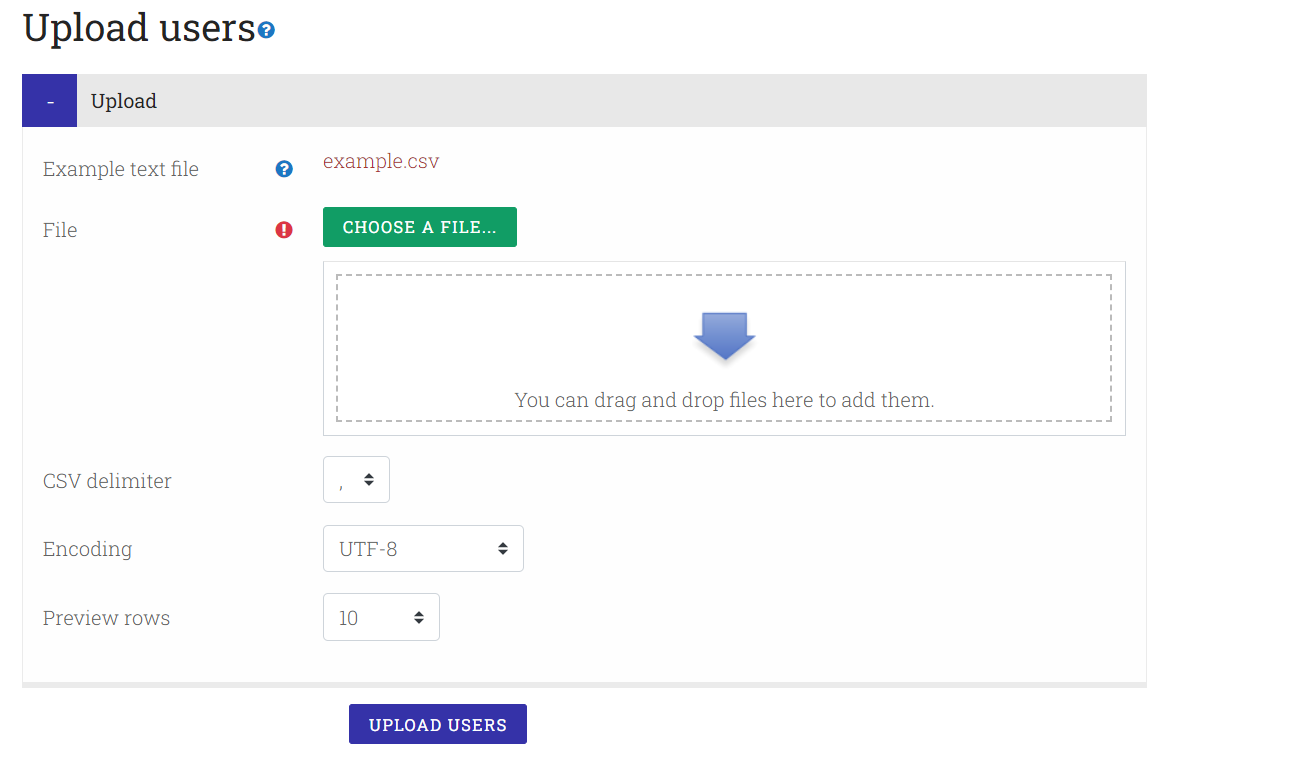 Upload users
- Upload
Example text file example.csv
File CHOOSE A FILE...
You can drag and drop files here to add them.
CSV delimiter ,
Encoding UTF-8
Preview rows 10
UPLOAD USERS